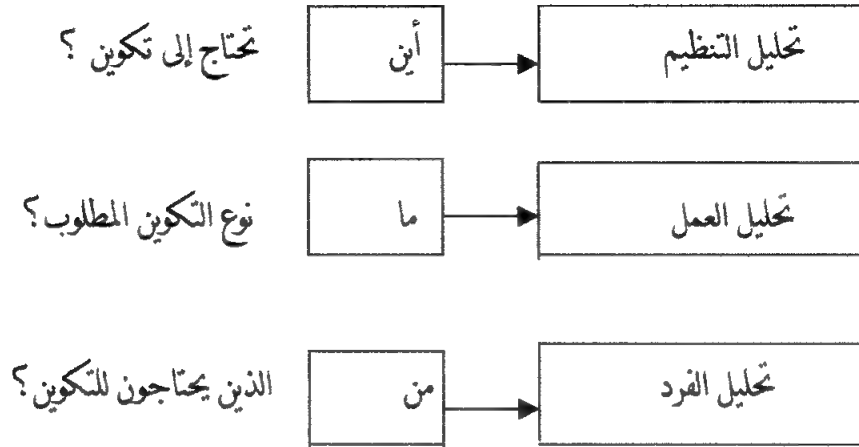 تحليل التنظيم أين تحتاج إلى تكوين ؟
تحليل العمل ما نوع التكوين المطلوب؟
تحليل الفرد من الذين يحتاجون للتكوين؟